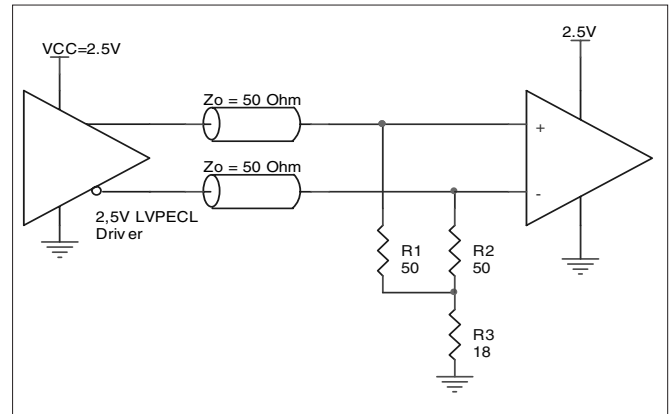 2.5V
VCC=2.5V
Zo = 50 Ohm
+
Zo = 50 Ohm
-
2,5V LVPECL
Driver
R1
50
R2
50
R3
18